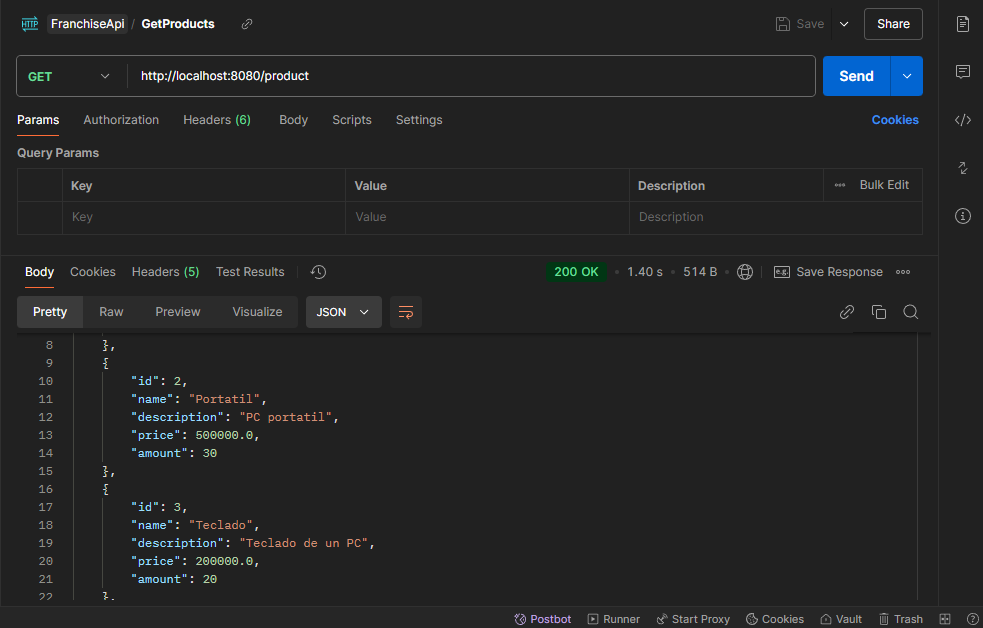 HTTP FranchiseApi / GetProducts Save Share
GET http://localhost:8080/product Send
Params Authorization Headers (6) Body Scripts Settings Cookies
Query Params
Key Value Description Bulk Edit
Key Value Description
Body Cookies Headers (5) Test Results 200 OK 1.40 s 514 B e.g. Save Response
Pretty Raw Preview Visualize JSON
8 },
9 {
10 "id": 2,
11 "name": "Portatil",
12 "description": "PC portatil",
13 "price": 500000.0,
14 "amount": 30
15 },
16 {
17 "id": 3,
18 "name": "Teclado",
19 "description": "Teclado de un PC",
20 "price": 200000.0,
21 "amount": 20
22 },
Postbot Runner Start Proxy Cookies Vault Trash